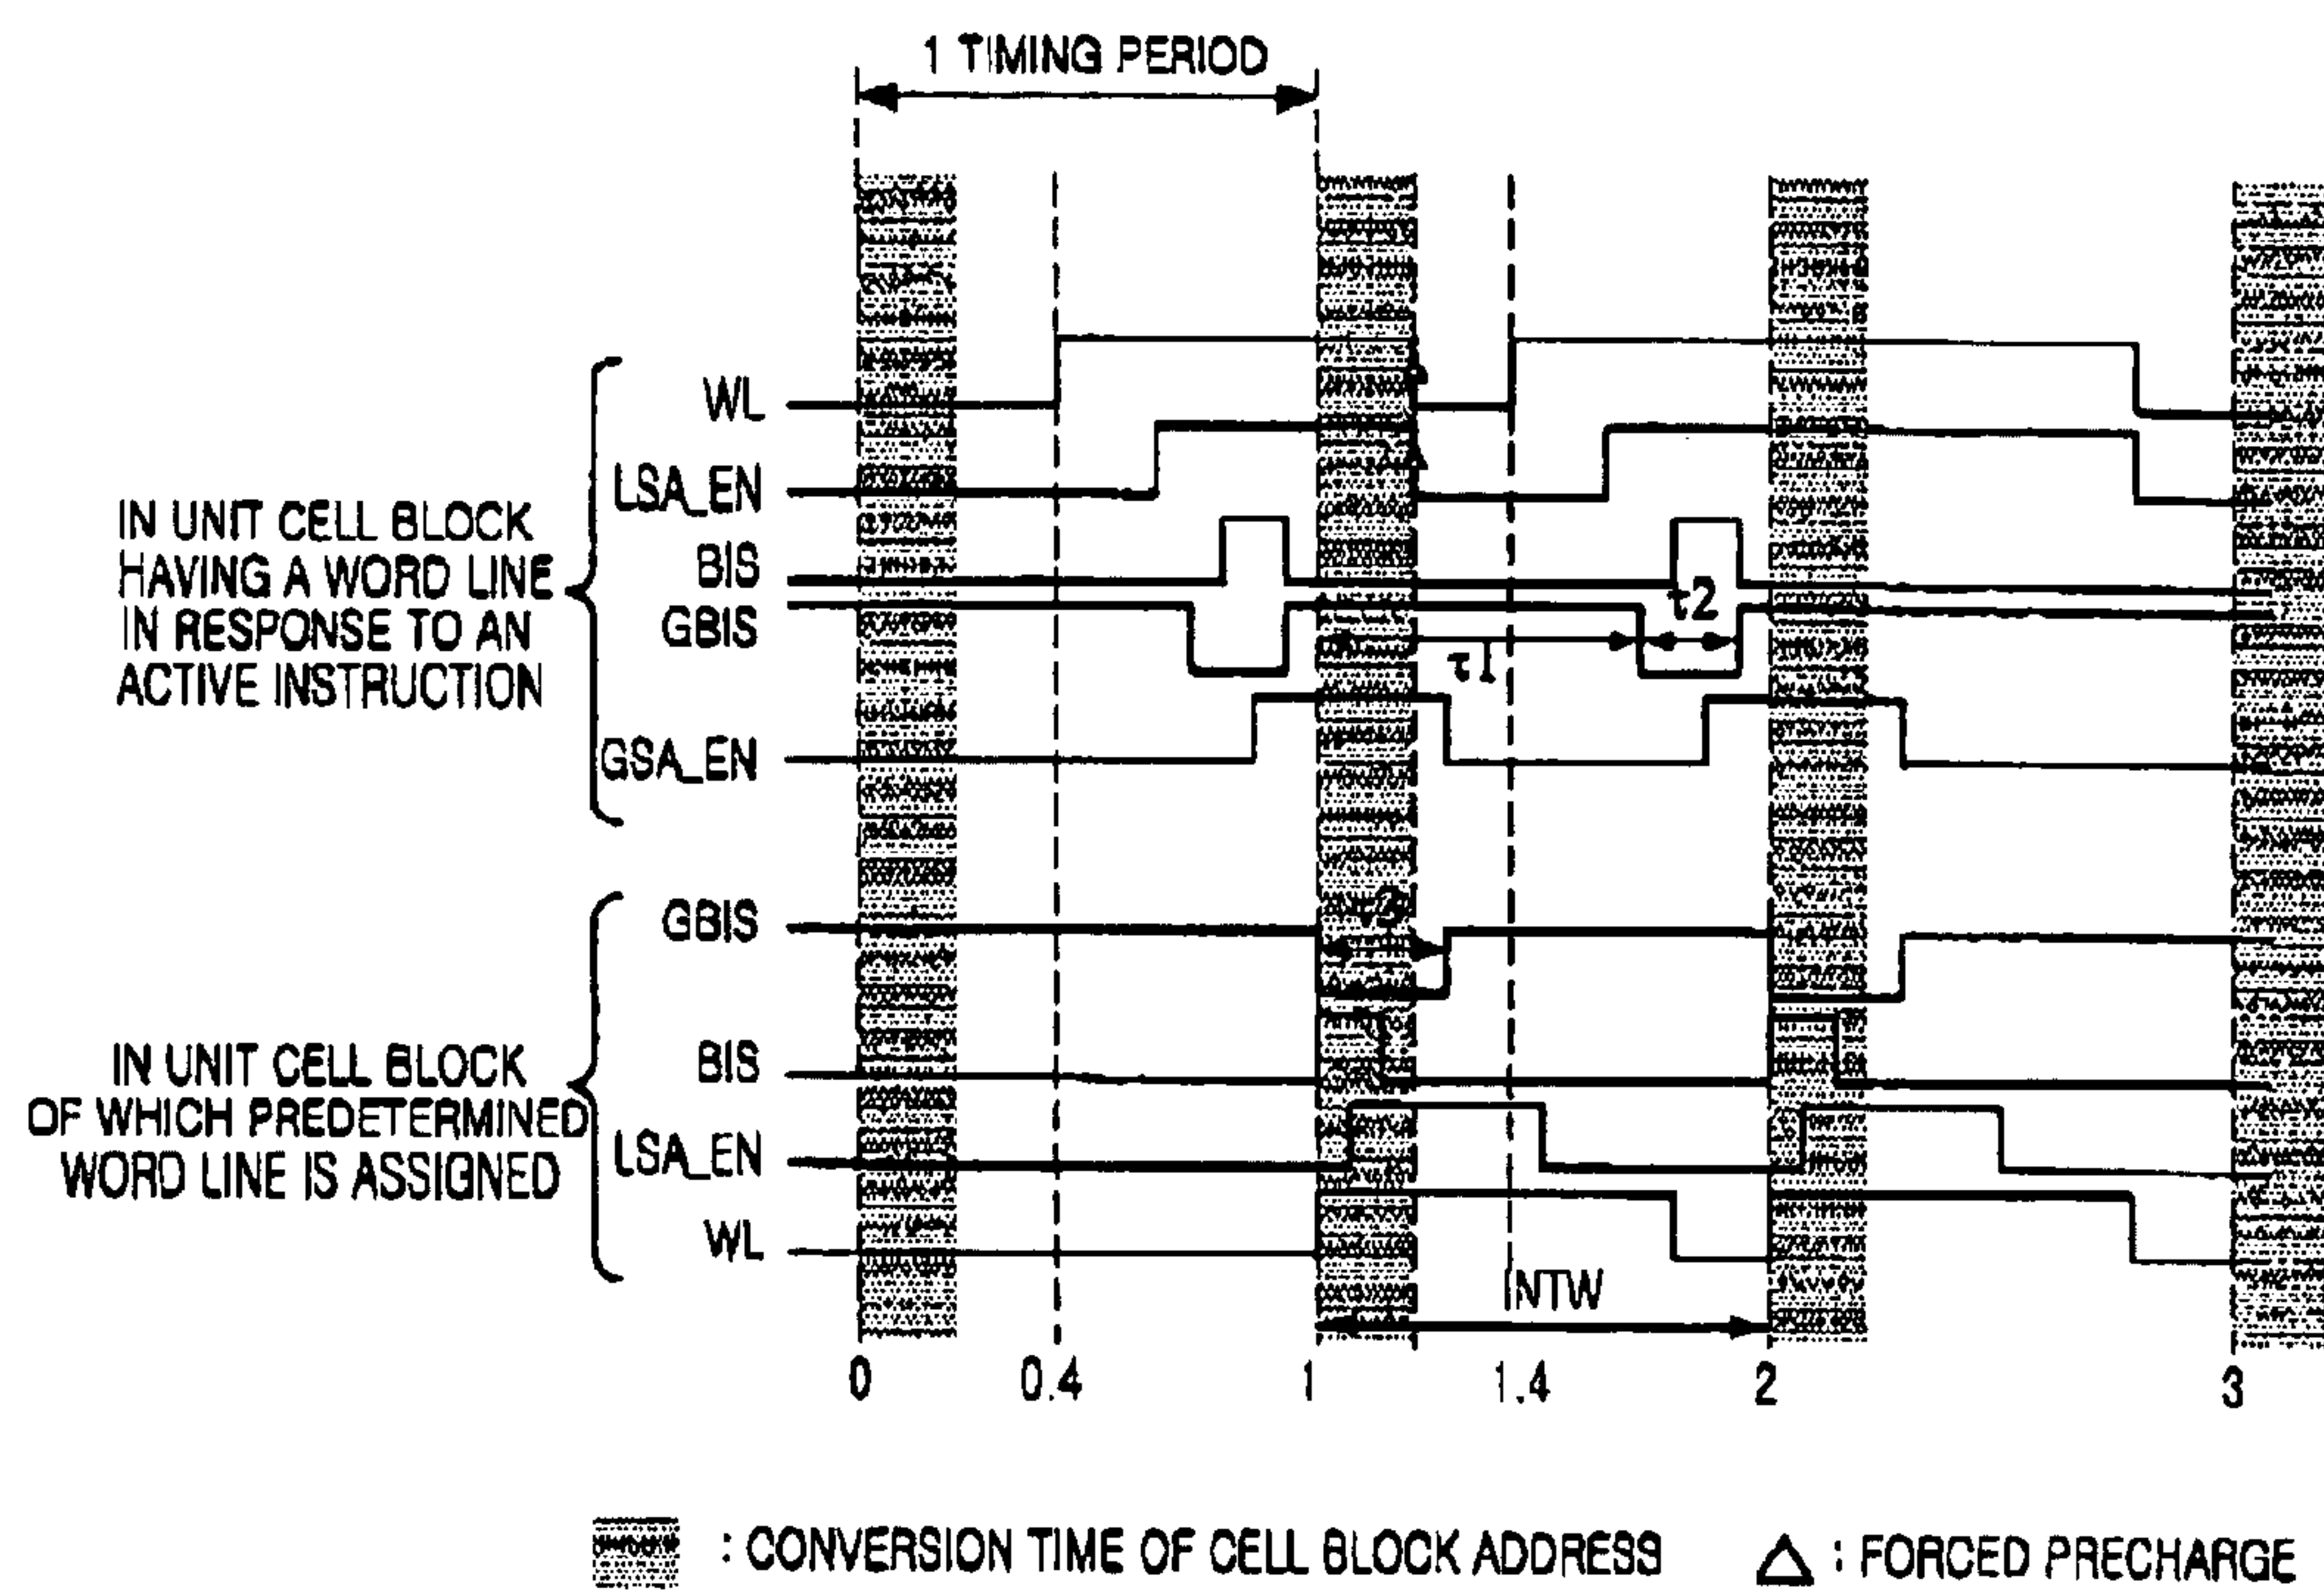 1 TIMING PERIOD
WL
LSA_EN
BIS
GBIS
GSA_EN
IN UNIT CELL BLOCK
HAVING A WORD LINE
IN RESPONSE TO AN
ACTIVE INSTRUCTION
τ2
τ1
GBIS
BIS
LSA_EN
WL
IN UNIT CELL BLOCK
OF WHICH PREDETERMINED
WORD LINE IS ASSIGNED
τ3
INTW
0 0.4 1 1.4 2 3
: CONVERSION TIME OF CELL BLOCK ADDRESS △ : FORCED PRECHARGE